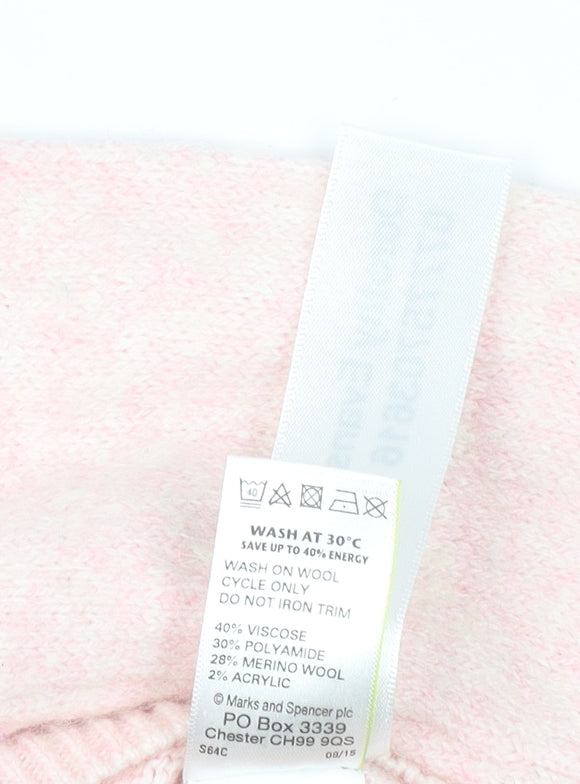 40
WASH AT 30°C
SAVE UP TO 40% ENERGY
WASH ON WOOL
CYCLE ONLY
DO NOT IRON TRIM
40% VISCOSE
30% POLYAMIDE
28% MERINO WOOL
2% ACRYLIC
© Marks and Spencer plc
PO Box 3339
Chester CH99 9QS
S64C 08/15